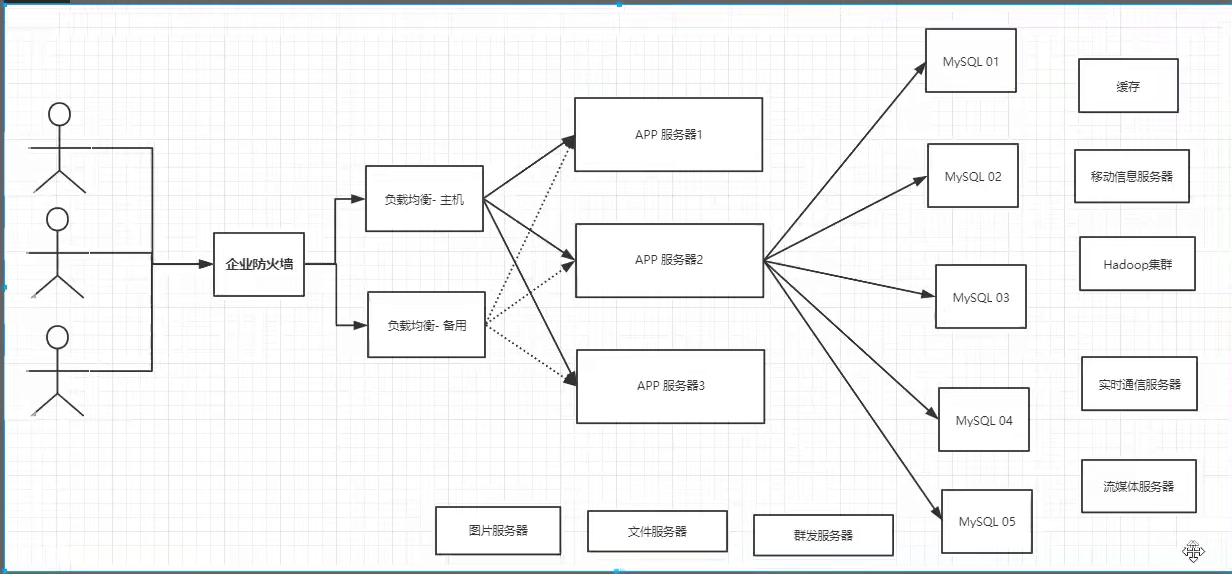 企业防火墙
负载均衡- 主机
负载均衡- 备用
APP 服务器1
APP 服务器2
APP 服务器3
MySQL 01
MySQL 02
MySQL 03
MySQL 04
MySQL 05
缓存
移动信息服务器
Hadoop集群
实时通信服务器
流媒体服务器
图片服务器
文件服务器
群发服务器